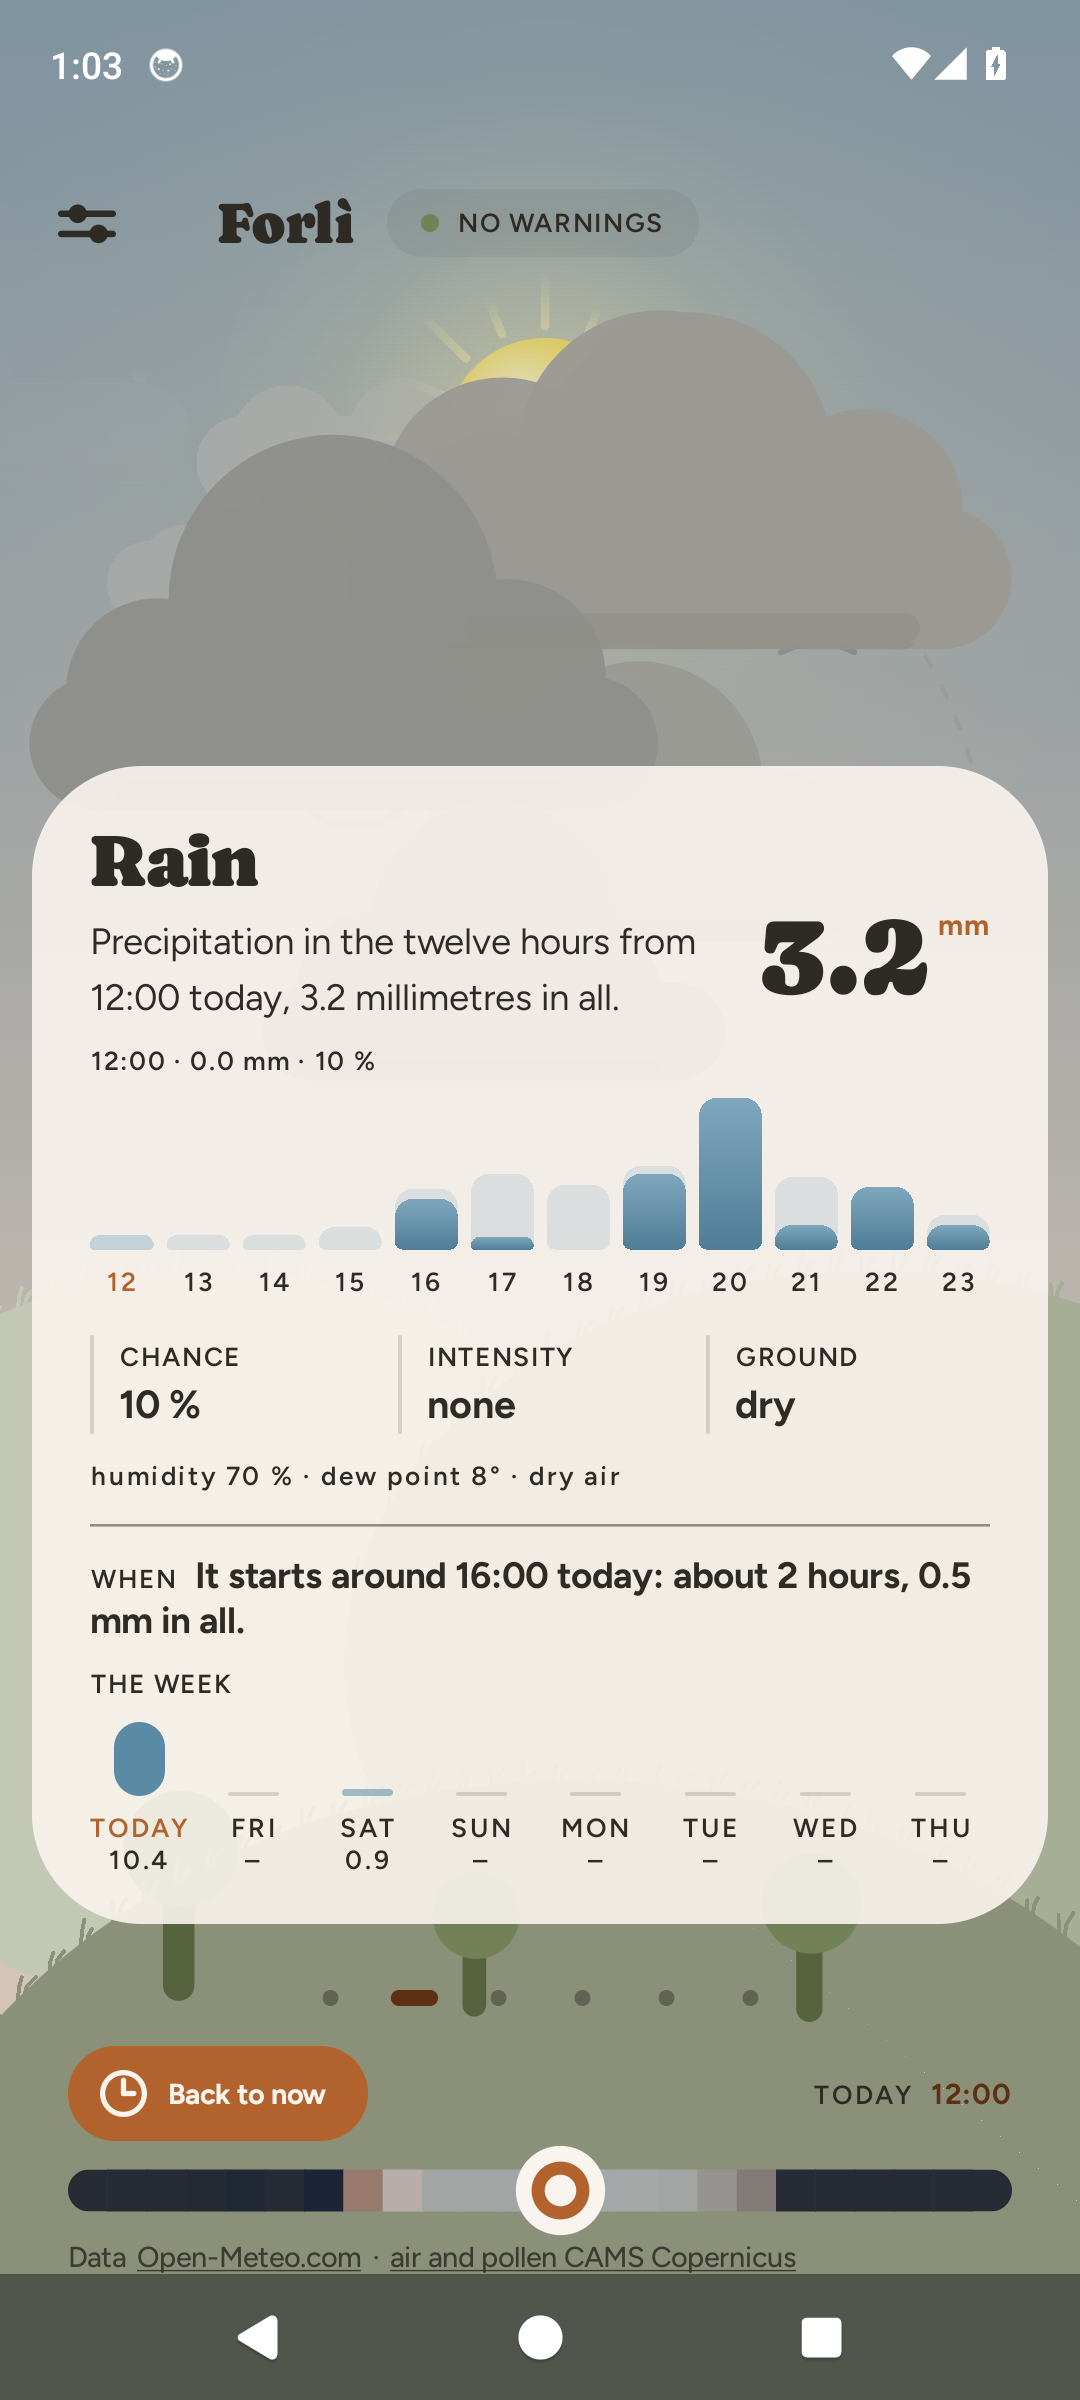 1:03
Forlì
NO WARNINGS
Rain
Precipitation in the twelve hours from
12:00 today, 3.2 millimetres in all.
3.2 mm
12:00 · 0.0 mm · 10 %
12 13 14 15 16 17 18 19 20 21 22 23
CHANCE INTENSITY GROUND
10 % none dry
humidity 70 % · dew point 8° · dry air
WHEN It starts around 16:00 today: about 2 hours, 0.5
mm in all.
THE WEEK
TODAY FRI SAT SUN MON TUE WED THU
10.4 – 0.9 – – – – –
Back to now
TODAY 12:00
Data Open-Meteo.com · air and pollen CAMS Copernicus